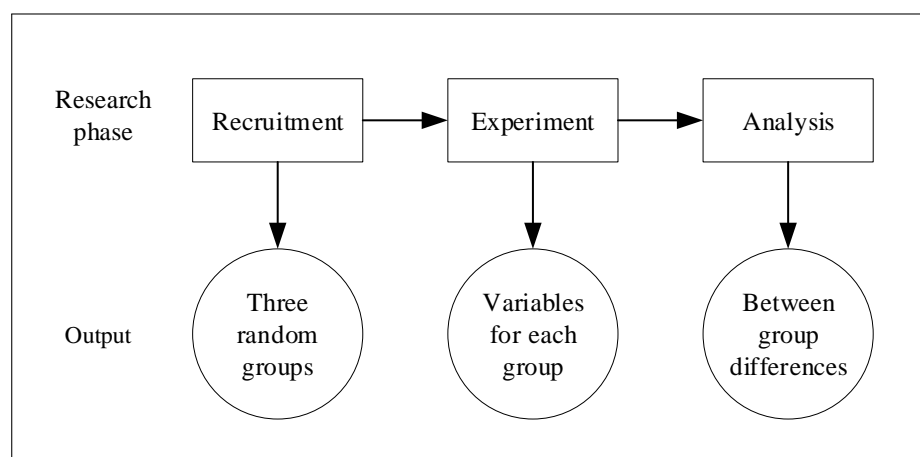 Research
phase
Recruitment
Experiment
Analysis
Output
Three
random
groups
Variables
for each
group
Between
group
differences